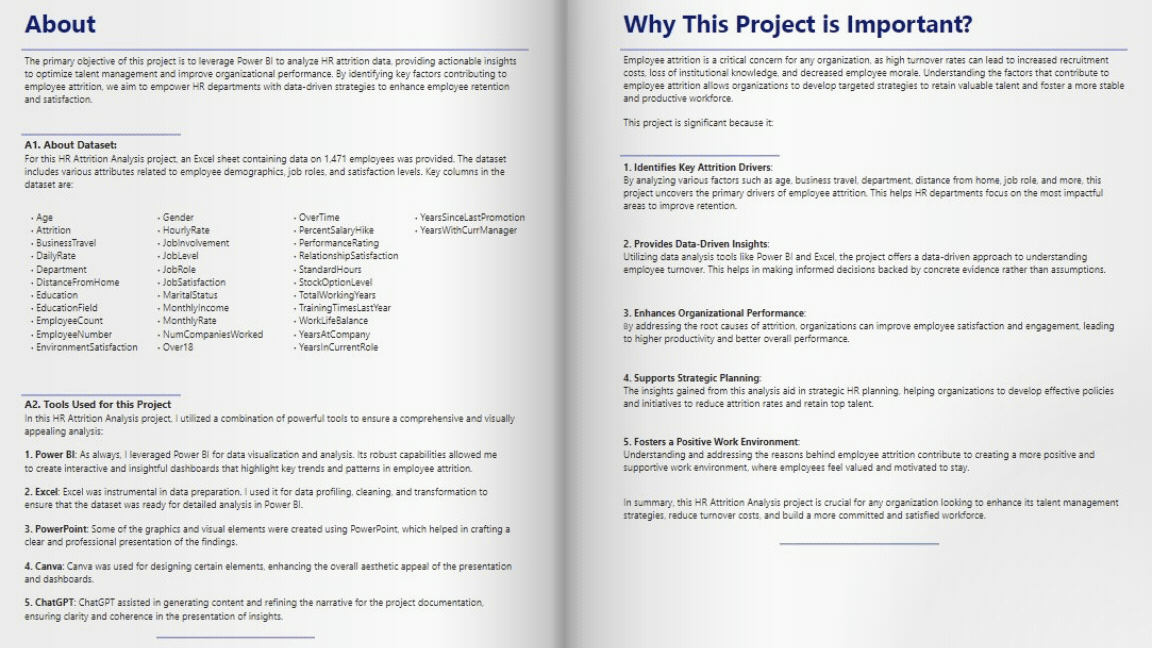 About
The primary objective of this project is to leverage Power BI to analyze HR attrition data, providing actionable insights
to optimize talent management and improve organizational performance. By identifying key factors contributing to
employee attrition, we aim to empower HR departments with data-driven strategies to enhance employee retention
and satisfaction.
A1. About Dataset:
For this HR Attrition Analysis project, an Excel sheet containing data on 1,471 employees was provided. The dataset
includes various attributes related to employee demographics, job roles, and satisfaction levels. Key columns in the
dataset are:
• Age
• Attrition
• BusinessTravel
• DailyRate
• Department
• DistanceFromHome
• Education
• EducationField
• EmployeeCount
• EmployeeNumber
• EnvironmentSatisfaction
• Gender
• HourlyRate
• JobInvolvement
• JobLevel
• JobRole
• JobSatisfaction
• MaritalStatus
• MonthlyIncome
• MonthlyRate
• NumCompaniesWorked
• Over18
• OverTime
• PercentSalaryHike
• PerformanceRating
• RelationshipSatisfaction
• StandardHours
• StockOptionLevel
• TotalWorkingYears
• TrainingTimesLastYear
• WorkLifeBalance
• YearsAtCompany
• YearsInCurrentRole
• YearsSinceLastPromotion
• YearsWithCurrManager
A2. Tools Used for this Project
In this HR Attrition Analysis project, I utilized a combination of powerful tools to ensure a comprehensive and visually
appealing analysis:
1. Power BI: As always, I leveraged Power BI for data visualization and analysis. Its robust capabilities allowed me
to create interactive and insightful dashboards that highlight key trends and patterns in employee attrition.
2. Excel: Excel was instrumental in data preparation. I used it for data profiling, cleaning, and transformation to
ensure that the dataset was ready for detailed analysis in Power BI.
3. PowerPoint: Some of the graphics and visual elements were created using PowerPoint, which helped in crafting a
clear and professional presentation of the findings.
4. Canva: Canva was used for designing certain elements, enhancing the overall aesthetic appeal of the presentation
and dashboards.
5. ChatGPT: ChatGPT assisted in generating content and refining the narrative for the project documentation,
ensuring clarity and coherence in the presentation of insights.
Why This Project is Important?
Employee attrition is a critical concern for any organization, as high turnover rates can lead to increased recruitment
costs, loss of institutional knowledge, and decreased employee morale. Understanding the factors that contribute to
employee attrition allows organizations to develop targeted strategies to retain valuable talent and foster a more stable
and productive workforce.
This project is significant because it:
1. Identifies Key Attrition Drivers:
By analyzing various factors such as age, business travel, department, distance from home, job role, and more, this
project uncovers the primary drivers of employee attrition. This helps HR departments focus on the most impactful
areas to improve retention.
2. Provides Data-Driven Insights:
Utilizing data analysis tools like Power BI and Excel, the project offers a data-driven approach to understanding
employee turnover. This helps in making informed decisions backed by concrete evidence rather than assumptions.
3. Enhances Organizational Performance:
By addressing the root causes of attrition, organizations can improve employee satisfaction and engagement, leading
to higher productivity and better overall performance.
4. Supports Strategic Planning:
The insights gained from this analysis aid in strategic HR planning, helping organizations to develop effective policies
and initiatives to reduce attrition rates and retain top talent.
5. Fosters a Positive Work Environment:
Understanding and addressing the reasons behind employee attrition contribute to creating a more positive and
supportive work environment, where employees feel valued and motivated to stay.
In summary, this HR Attrition Analysis project is crucial for any organization looking to enhance its talent management
strategies, reduce turnover costs, and build a more committed and satisfied workforce.